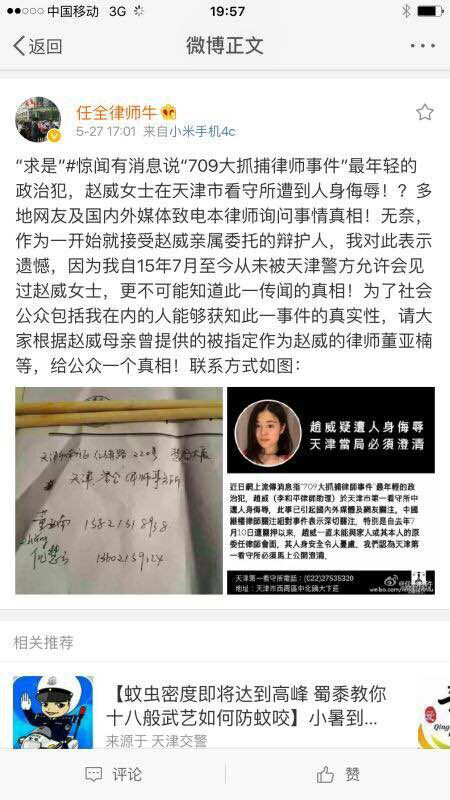 中国移动 3G 19:57
返回 微博正文
任全律师牛
5-27 17:01 来自小米手机4c
“求是”#惊闻有消息说“709大抓捕律师事件”最年轻的
政治犯，赵威女士在天津市看守所遭到人身侮辱！？多
地网友及国内外媒体致电本律师询问事情真相！无奈，
作为一开始就接受赵威亲属委托的辩护人，我对此表示
遗憾，因为我自15年7月至今从未被天津警方允许会见
过赵威女士，更不可能知道此一传闻的真相！为了社会
公众包括我在内的人能够获知此一事件的真实性，请大
家根据赵威母亲曾提供的被指定作为赵威的律师董亚楠
等，给公众一个真相！联系方式如图：
220号
天津
律师事务所
董亚楠
趙威疑遭人身侮辱
天津當局必須澄清
近日網上流傳消息指“709大抓捕律師事件”最年輕的政
治犯，趙威（李和平律師助理）於天津市第一看守所中
遭人身侮辱，此事已引起國內外媒體及網友關注。中國
維權律師關注組對事件表示深切關注，特別是自去年7
月10日遭關押以來，趙威一直未能與家人或其本人的原
委任律師會面，其人身安全令人憂慮。我們認為天津第
一看守所必須馬上公開澄清。
天津第一看守所電話：(022)27535320
地址：天津市西青區中北鎮大下莊
相关推荐
【蚊虫密度即将达到高峰 蜀黍教你
十八般武艺如何防蚊咬】小暑到...
来源于 天津交警
Qing
评论 赞